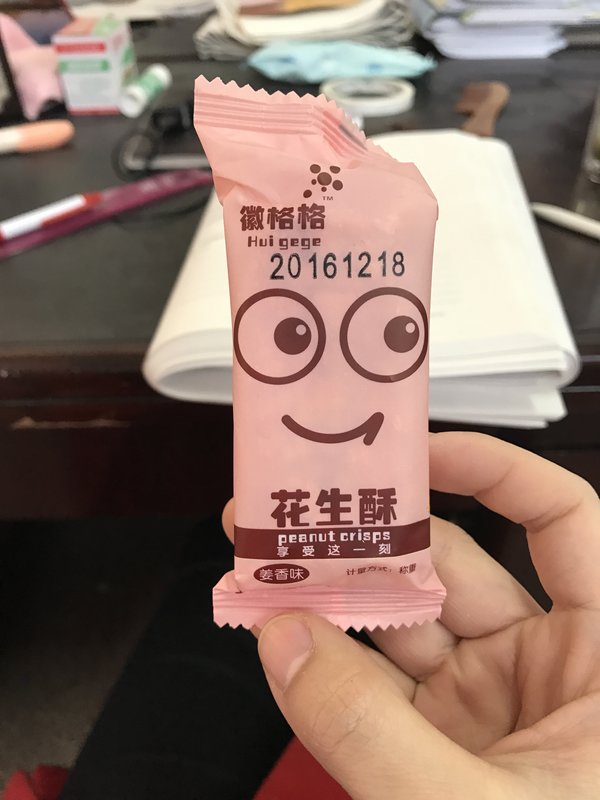 TM
徽格格
Hui gege
20161218
花生酥
peanut crisps
享受这一刻
姜香味
计量方式：称重